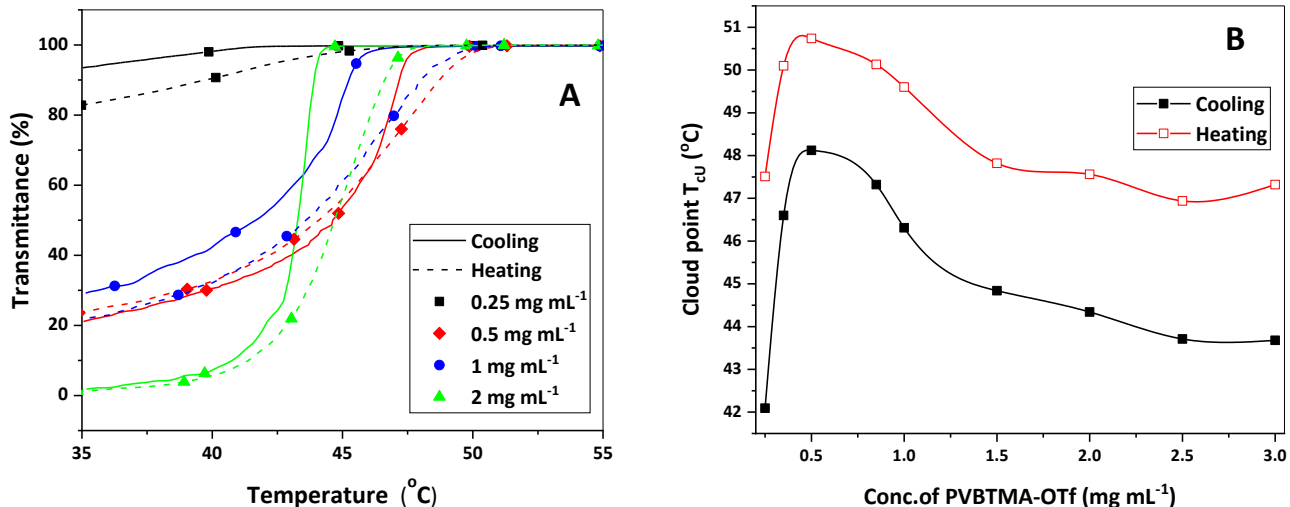 A
Transmittance (%)
100
80
60
40
20
0
35
40
45
50
55
Temperature (°C)
Cooling
Heating
0.25 mg mL⁻¹
0.5 mg mL⁻¹
1 mg mL⁻¹
2 mg mL⁻¹
B
Cloud point TcU (°C)
51
50
49
48
47
46
45
44
43
42
0.5
1.0
1.5
2.0
2.5
3.0
Conc.of PVBTMA-OTf (mg mL⁻¹)
Cooling
Heating